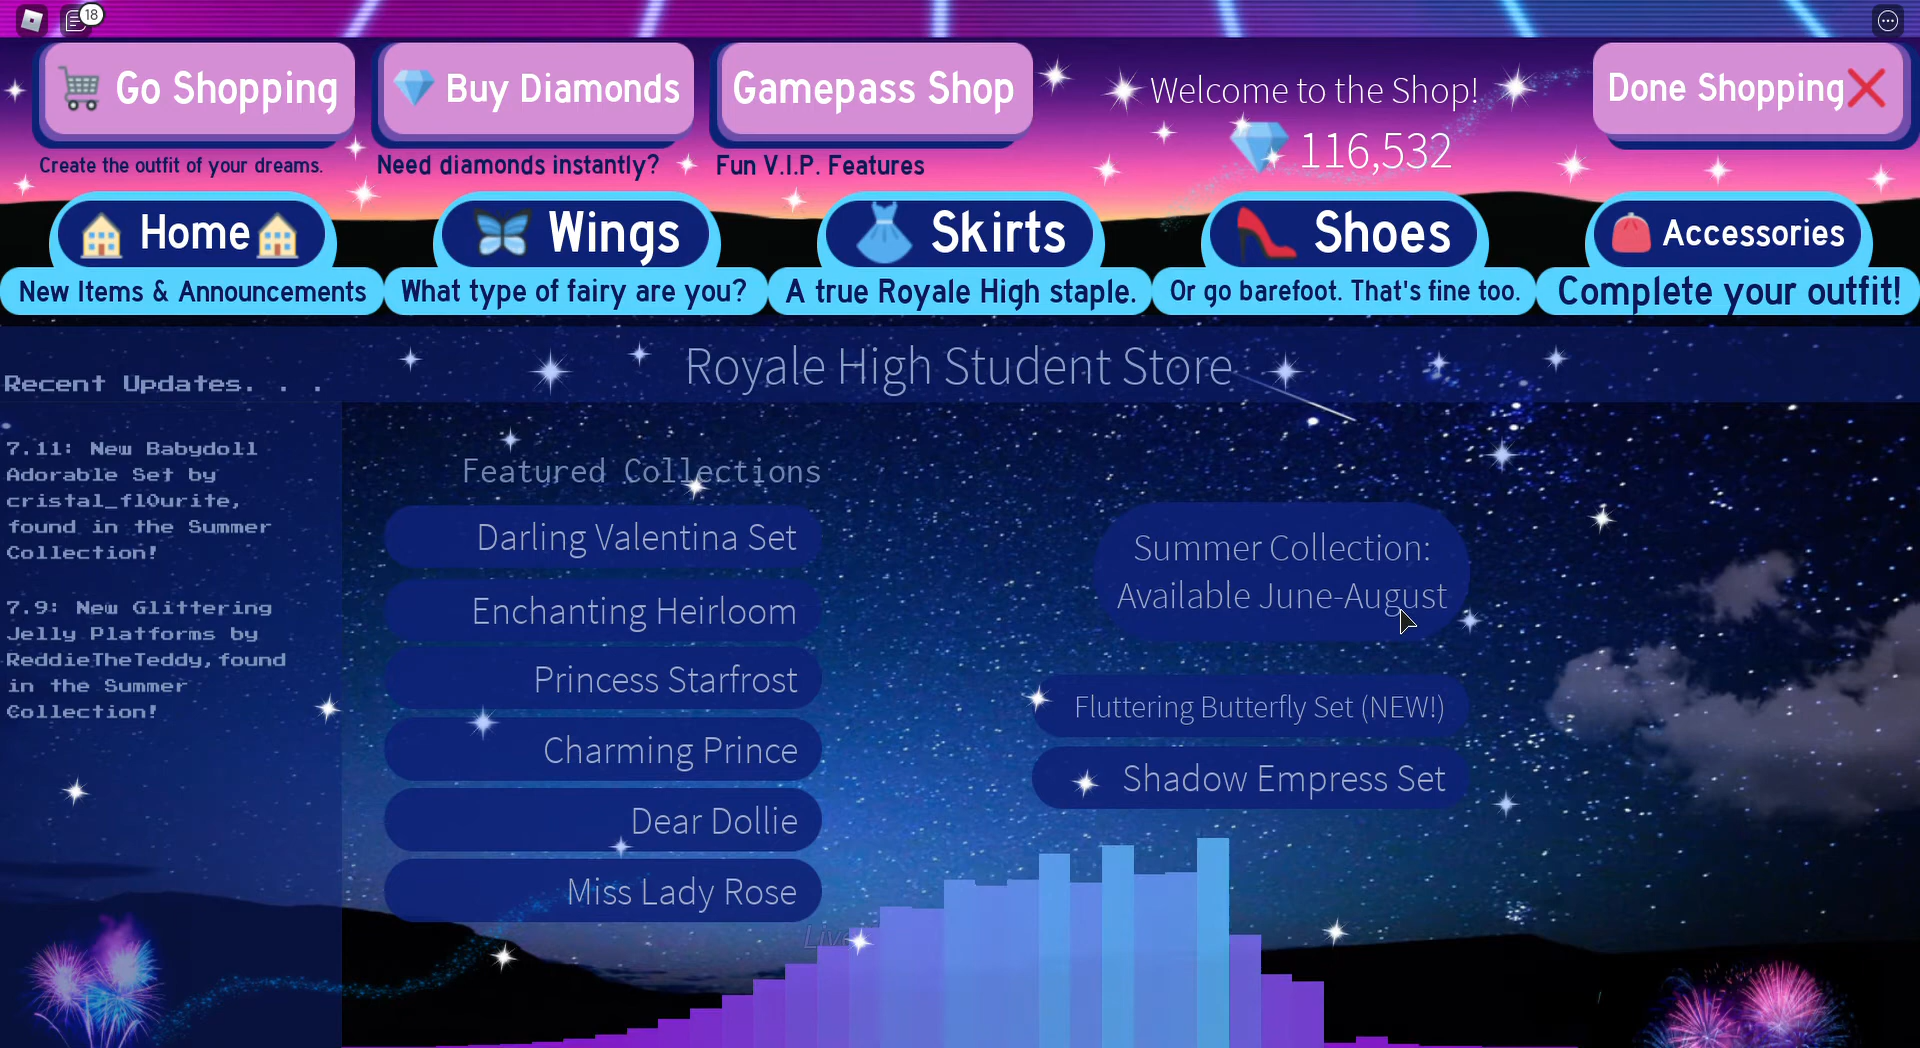 18
Go Shopping
Buy Diamonds
Gamepass Shop
Welcome to the Shop!
116,532
Done Shopping
Create the outfit of your dreams.
Need diamonds instantly?
Fun V.I.P. Features
Home
Wings
Skirts
Shoes
Accessories
New Items & Announcements
What type of fairy are you?
A true Royale High staple.
Or go barefoot. That's fine too.
Complete your outfit!
Royale High Student Store
Recent Updates. . .
7.11: New Babydoll
Adorable Set by
cristal_fl0urite,
found in the Summer
Collection!
7.9: New Glittering
Jelly Platforms by
ReddieTheTeddy,found
in the Summer
Collection!
Featured Collections
Darling Valentina Set
Enchanting Heirloom
Princess Starfrost
Charming Prince
Dear Dollie
Miss Lady Rose
Summer Collection:
Available June-August
Fluttering Butterfly Set (NEW!)
Shadow Empress Set